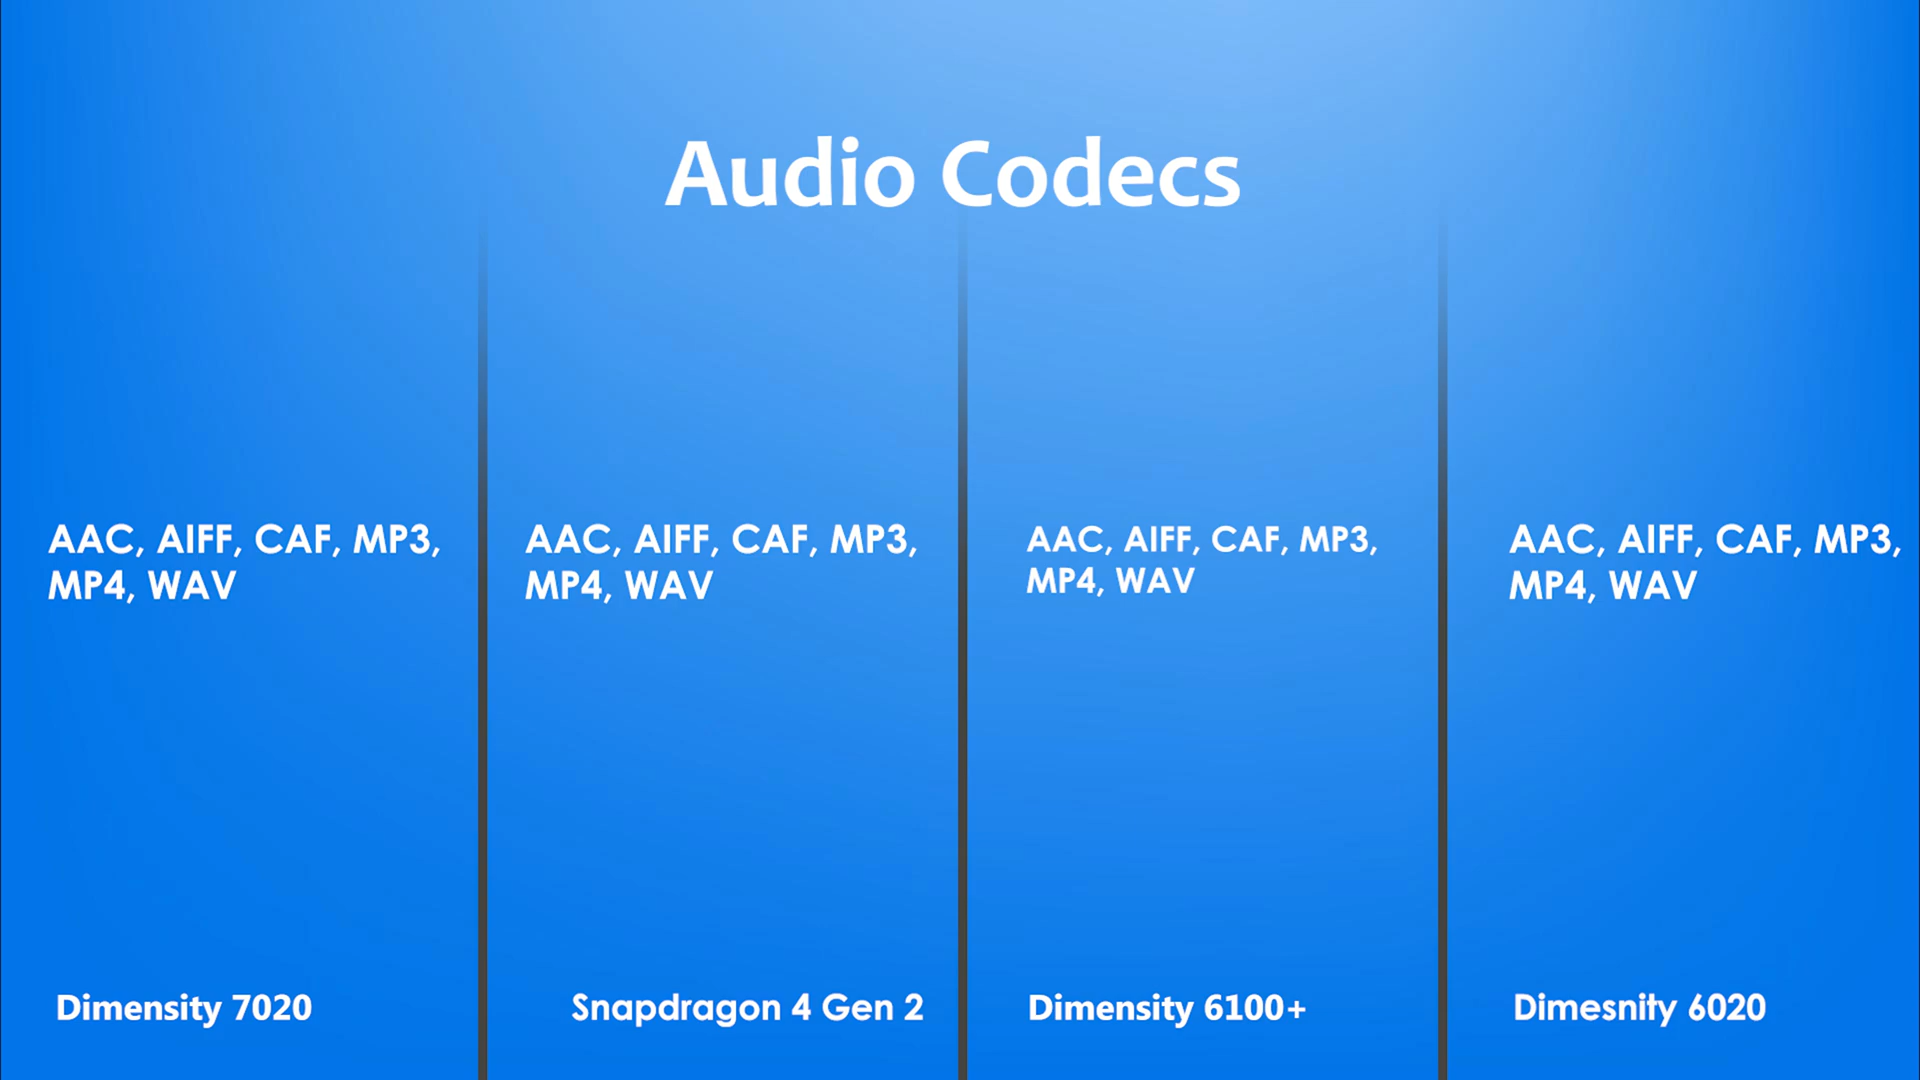 Audio Codecs
AAC, AIFF, CAF, MP3,
MP4, WAV
AAC, AIFF, CAF, MP3,
MP4, WAV
AAC, AIFF, CAF, MP3,
MP4, WAV
AAC, AIFF, CAF, MP3,
MP4, WAV
Dimensity 7020
Snapdragon 4 Gen 2
Dimensity 6100+
Dimesnity 6020